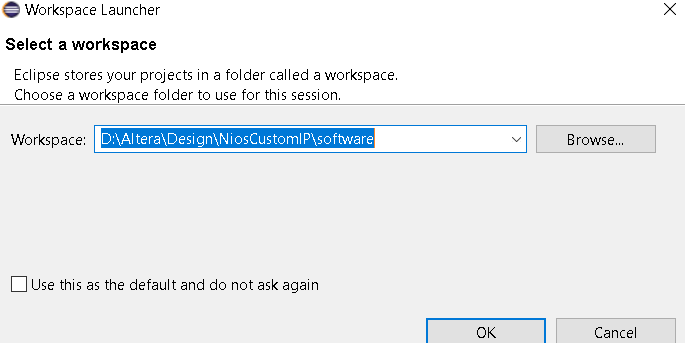 Workspace Launcher
Select a workspace
Eclipse stores your projects in a folder called a workspace.
Choose a workspace folder to use for this session.
Workspace: D:\Altera\Design\NiosCustomIP\software Browse...
Use this as the default and do not ask again
OK Cancel